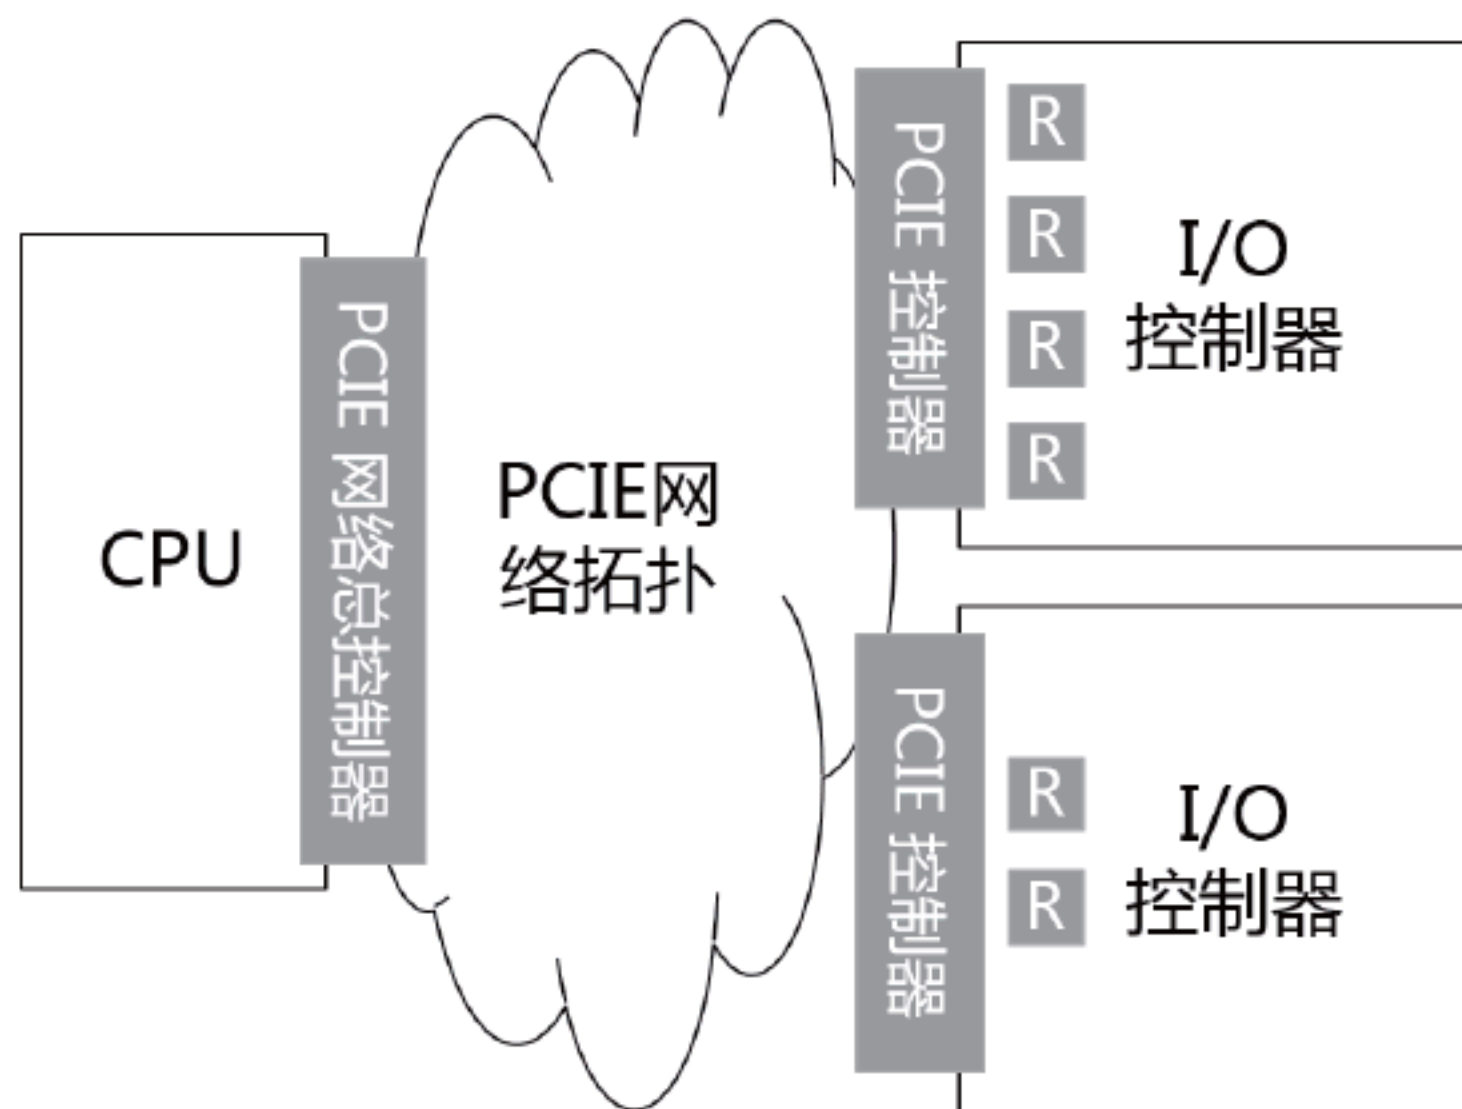 CPU
PCIE 网络总控制器
PCIE网
络拓扑
PCIE 控制器
R
R
R
R
I/O
控制器
PCIE 控制器
R
R
I/O
控制器